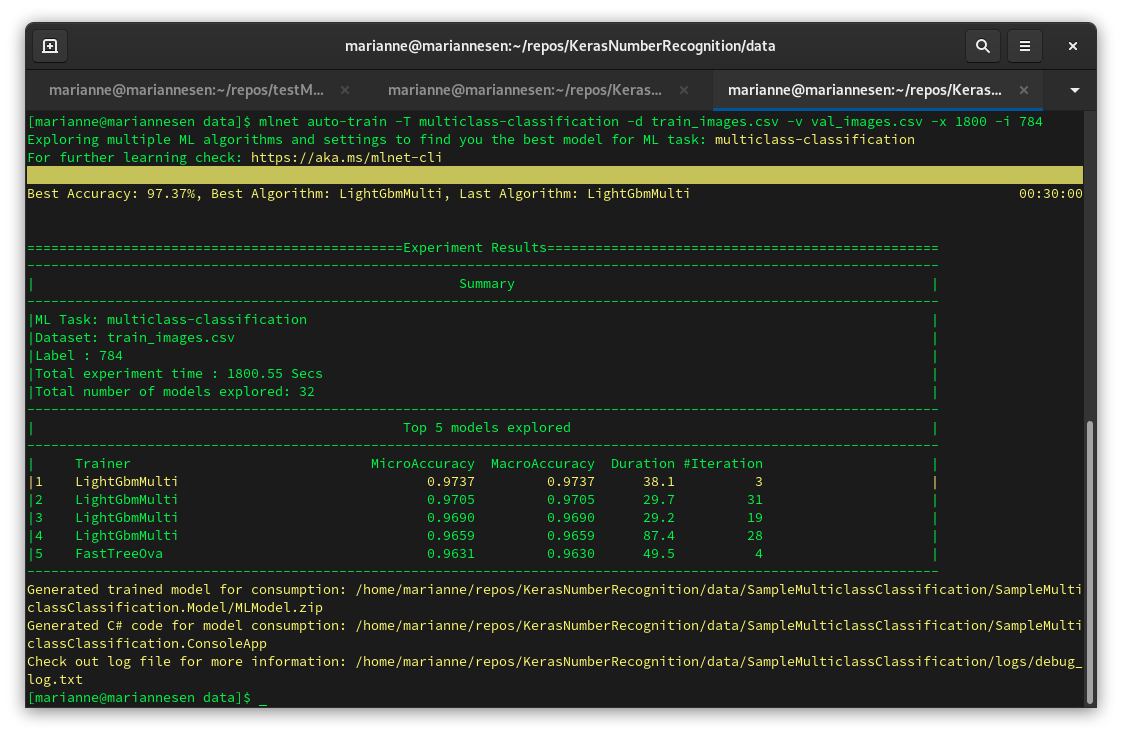 marianne@mariannesen:~/repos/KerasNumberRecognition/data
marianne@mariannesen:~/repos/testM...
marianne@mariannesen:~/repos/Keras...
marianne@mariannesen:~/repos/Keras...
[marianne@mariannesen data]$ mlnet auto-train -T multiclass-classification -d train_images.csv -v val_images.csv -x 1800 -i 784
Exploring multiple ML algorithms and settings to find you the best model for ML task: multiclass-classification
For further learning check: https://aka.ms/mlnet-cli
Best Accuracy: 97.37%, Best Algorithm: LightGbmMulti, Last Algorithm: LightGbmMulti 00:30:00
===============================================Experiment Results=================================================
------------------------------------------------------------------------------------------------------------------
| Summary |
------------------------------------------------------------------------------------------------------------------
|ML Task: multiclass-classification |
|Dataset: train_images.csv |
|Label : 784 |
|Total experiment time : 1800.55 Secs |
|Total number of models explored: 32 |
------------------------------------------------------------------------------------------------------------------
| Top 5 models explored |
------------------------------------------------------------------------------------------------------------------
| Trainer MicroAccuracy MacroAccuracy Duration #Iteration |
|1 LightGbmMulti 0.9737 0.9737 38.1 3 |
|2 LightGbmMulti 0.9705 0.9705 29.7 31 |
|3 LightGbmMulti 0.9690 0.9690 29.2 19 |
|4 LightGbmMulti 0.9659 0.9659 87.4 28 |
|5 FastTreeOva 0.9631 0.9630 49.5 4 |
------------------------------------------------------------------------------------------------------------------
Generated trained model for consumption: /home/marianne/repos/KerasNumberRecognition/data/SampleMulticlassClassification/SampleMulti
classClassification.Model/MLModel.zip
Generated C# code for model consumption: /home/marianne/repos/KerasNumberRecognition/data/SampleMulticlassClassification/SampleMulti
classClassification.ConsoleApp
Check out log file for more information: /home/marianne/repos/KerasNumberRecognition/data/SampleMulticlassClassification/logs/debug_
log.txt
[marianne@mariannesen data]$ _